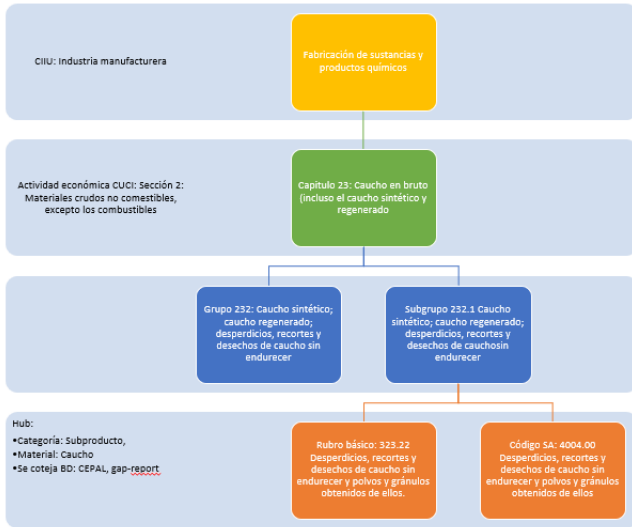 CIIU: Industria manufacturera
Fabricación de sustancias y
productos químicos
Actividad económica CUCI: Sección 2:
Materiales crudos no comestibles,
excepto los combustibles
Capitulo 23: Caucho en bruto
(incluso el caucho sintético y
regenerado
Grupo 232: Caucho sintético;
caucho regenerado;
desperdicios, recortes y
desechos de caucho sin
endurecer
Subgrupo 232.1 Caucho
sintético; caucho regenerado;
desperdicios, recortes y
desechos de cauchosin
endurecer
Hub:
•Categoría: Subproducto,
•Material: Caucho
•Se coteja BD: CEPAL, gap-report
Rubro básico: 323.22
Desperdicios, recortes y
desechos de caucho sin
endurecer y polvos y gránulos
obtenidos de ellos.
Código SA: 4004.00
Desperdicios, recortes y
desechos de caucho sin
endurecer y polvos y gránulos
obtenidos de ellos